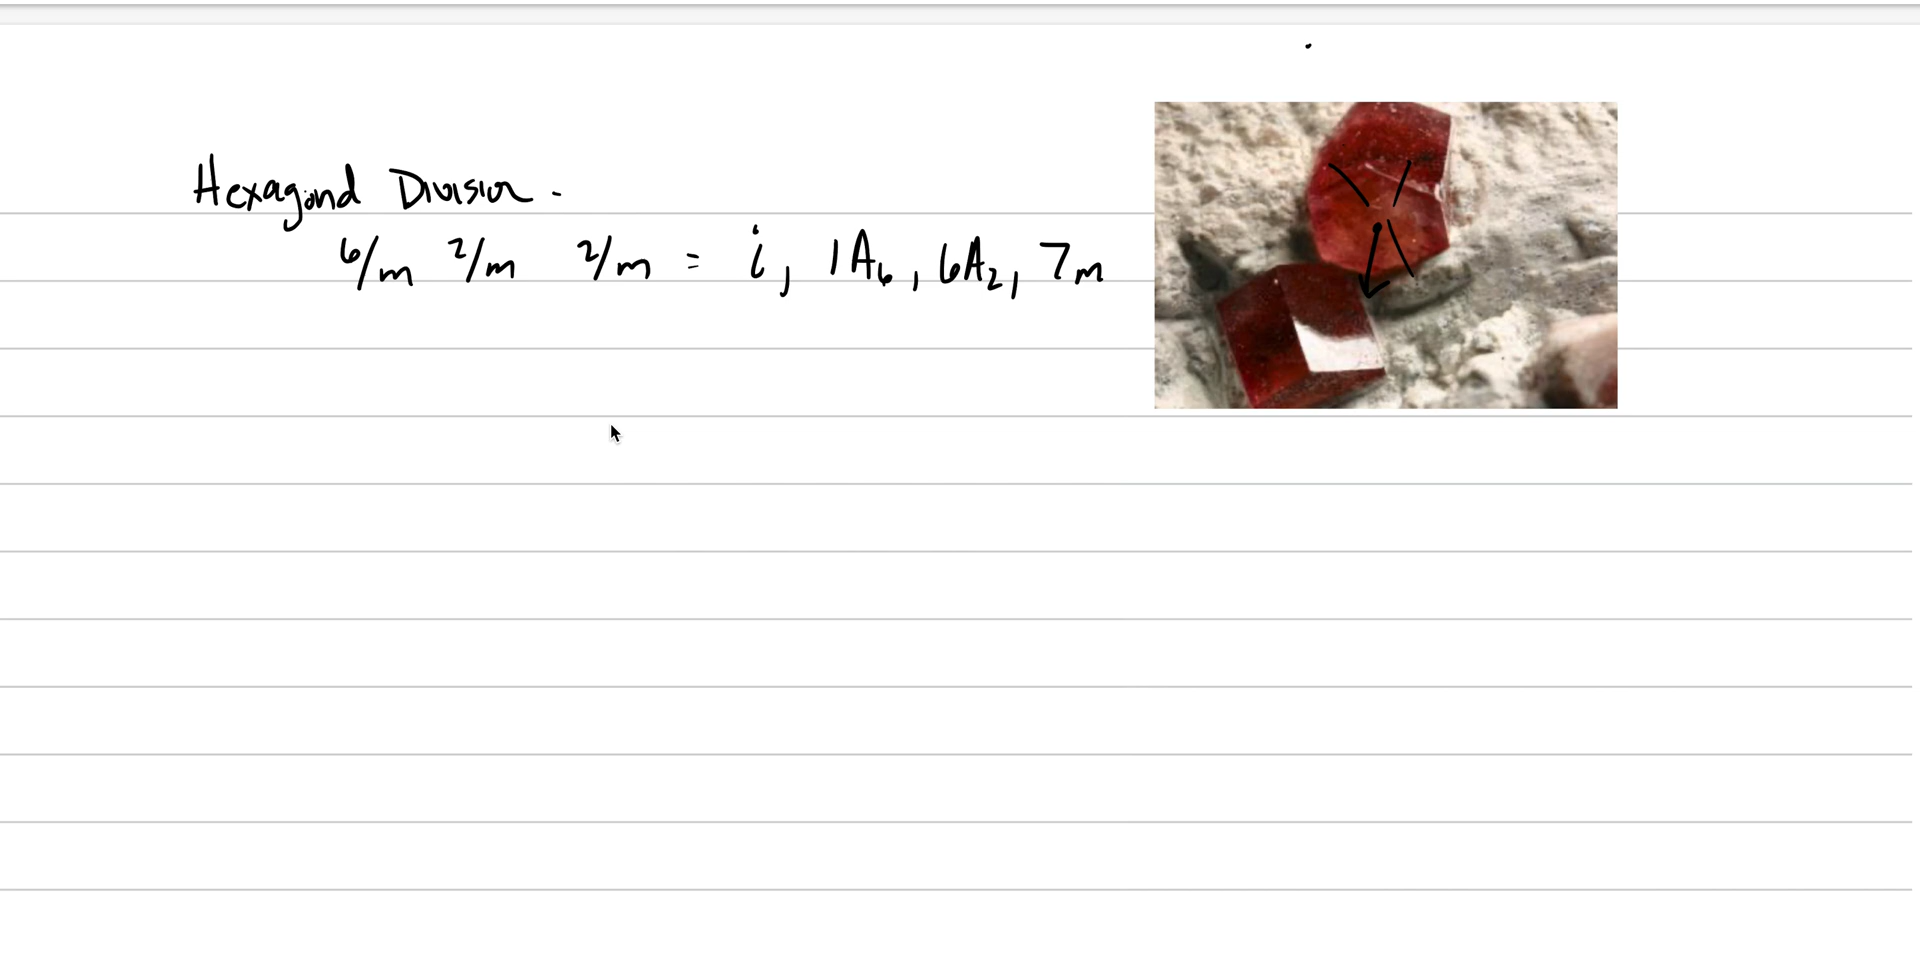 Hexagonal Division -
6/m 2/m 2/m = i, 1A₆, 6A₂, 7m